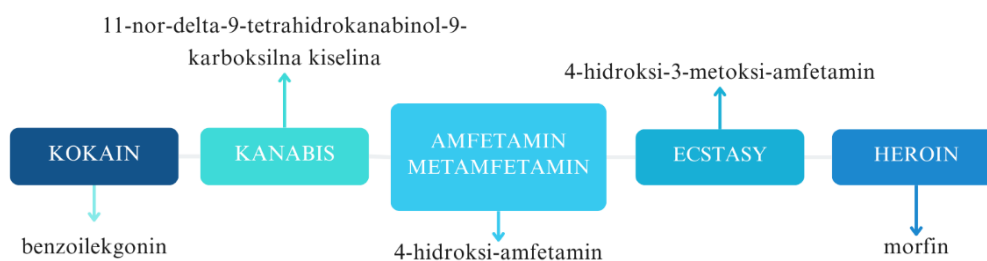 11-nor-delta-9-tetrahidrokanabinol-9-
karboksilna kiselina
4-hidroksi-3-metoksi-amfetamin
KOKAIN
KANABIS
AMFETAMIN
METAMFETAMIN
ECSTASY
HEROIN
benzoilekgonin
4-hidroksi-amfetamin
morfin